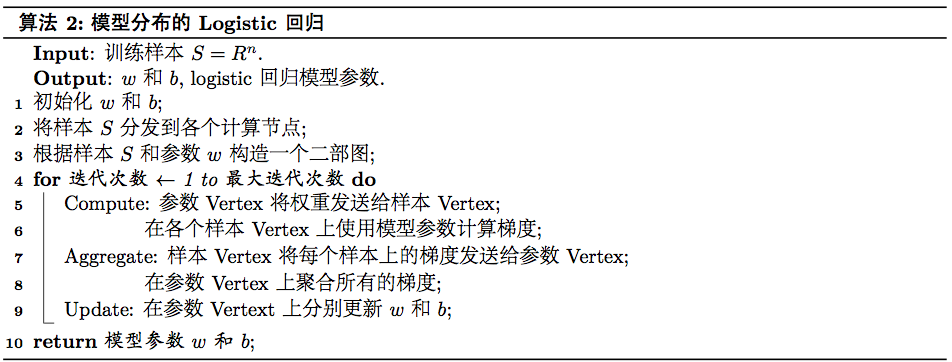 算法 2: 模型分布的 Logistic 回归
Input: 训练样本 S = Rⁿ.
Output: w 和 b, logistic 回归模型参数.
1 初始化 w 和 b;
2 将样本 S 分发到各个计算节点;
3 根据样本 S 和参数 w 构造一个二部图;
4 for 迭代次数 ← 1 to 最大迭代次数 do
5 Compute: 参数 Vertex 将权重发送给样本 Vertex;
6 在各个样本 Vertex 上使用模型参数计算梯度;
7 Aggregate: 样本 Vertex 将每个样本上的梯度发送给参数 Vertex;
8 在参数 Vertex 上聚合所有的梯度;
9 Update: 在参数 Vertext 上分别更新 w 和 b;
10 return 模型参数 w 和 b;